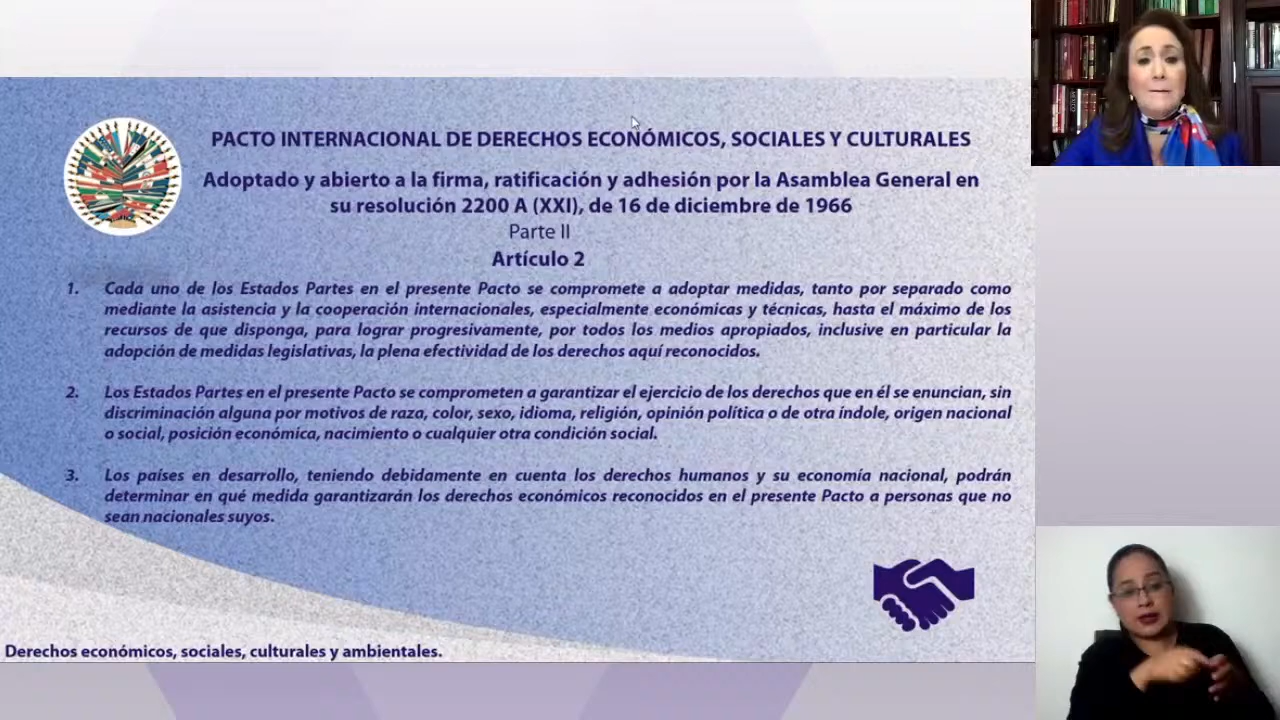 PACTO INTERNACIONAL DE DERECHOS ECONÓMICOS, SOCIALES Y CULTURALES
Adoptado y abierto a la firma, ratificación y adhesión por la Asamblea General en
su resolución 2200 A (XXI), de 16 de diciembre de 1966
Parte II
Artículo 2
1. Cada uno de los Estados Partes en el presente Pacto se compromete a adoptar medidas, tanto por separado como
mediante la asistencia y la cooperación internacionales, especialmente económicas y técnicas, hasta el máximo de los
recursos de que disponga, para lograr progresivamente, por todos los medios apropiados, inclusive en particular la
adopción de medidas legislativas, la plena efectividad de los derechos aquí reconocidos.
2. Los Estados Partes en el presente Pacto se comprometen a garantizar el ejercicio de los derechos que en él se enuncian, sin
discriminación alguna por motivos de raza, color, sexo, idioma, religión, opinión política o de otra índole, origen nacional
o social, posición económica, nacimiento o cualquier otra condición social.
3. Los países en desarrollo, teniendo debidamente en cuenta los derechos humanos y su economía nacional, podrán
determinar en qué medida garantizarán los derechos económicos reconocidos en el presente Pacto a personas que no
sean nacionales suyos.
Derechos económicos, sociales, culturales y ambientales.